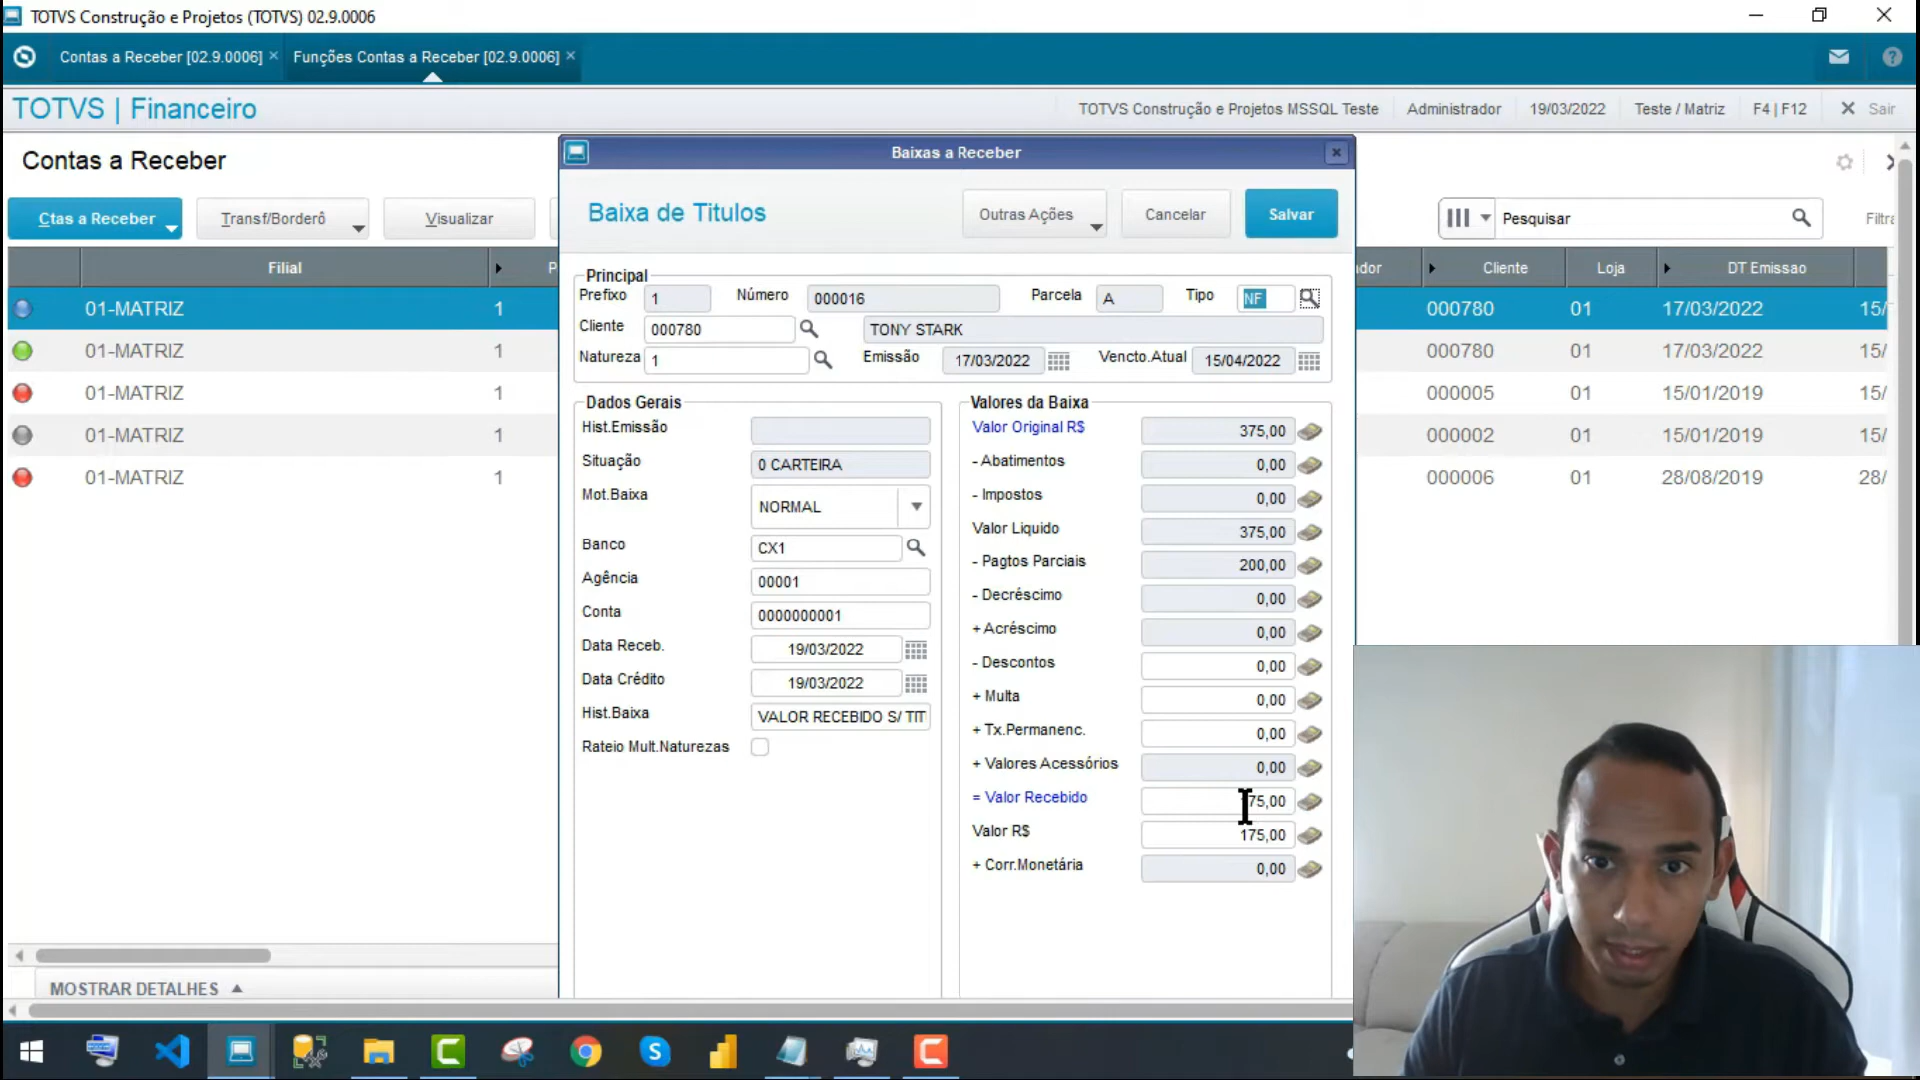 TOTVS Construção e Projetos (TOTVS) 02.9.0006
Contas a Receber [02.9.0006]
Funções Contas a Receber [02.9.0006]
TOTVS | Financeiro
TOTVS Construção e Projetos MSSQL Teste
Administrador
19/03/2022
Teste / Matriz
F4 | F12
Sair
Contas a Receber
Ctas a Receber
Transf/Borderô
Visualizar
Pesquisar
Filtra
Filial
P
dor
Cliente
Loja
DT Emissao
01-MATRIZ 1 000780 01 17/03/2022 15/
01-MATRIZ 1 000780 01 17/03/2022 15/
01-MATRIZ 1 000005 01 15/01/2019 15/
01-MATRIZ 1 000002 01 15/01/2019 15/
01-MATRIZ 1 000006 01 28/08/2019 28/
MOSTRAR DETALHES
Baixas a Receber
Baixa de Titulos
Outras Ações
Cancelar
Salvar
Principal
Prefixo 1 Número 000016 Parcela A Tipo NF
Cliente 000780 TONY STARK
Natureza 1 Emissão 17/03/2022 Vencto.Atual 15/04/2022
Dados Gerais
Hist.Emissão
Situação 0 CARTEIRA
Mot.Baixa NORMAL
Banco CX1
Agência 00001
Conta 0000000001
Data Receb. 19/03/2022
Data Crédito 19/03/2022
Hist.Baixa VALOR RECEBIDO S/ TIT
Rateio Mult.Naturezas
Valores da Baixa
Valor Original R$ 375,00
- Abatimentos 0,00
- Impostos 0,00
Valor Liquido 375,00
- Pagtos Parciais 200,00
- Decréscimo 0,00
+ Acréscimo 0,00
- Descontos 0,00
+ Multa 0,00
+ Tx.Permanenc. 0,00
+ Valores Acessórios 0,00
= Valor Recebido 75,00
Valor R$ 175,00
+ Corr.Monetária 0,00